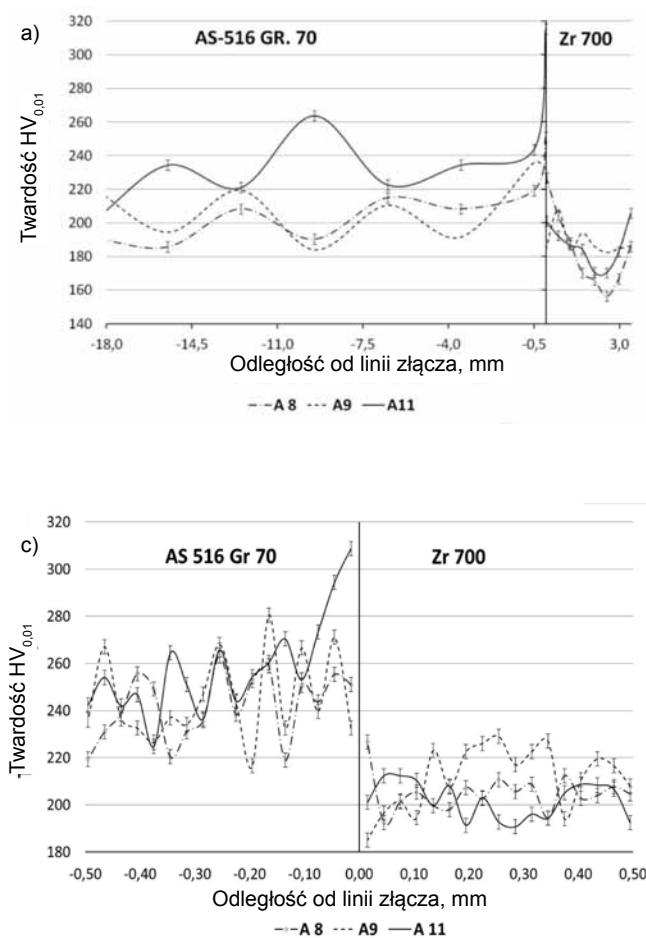 a)
AS-516 GR. 70
Zr 700
Twardość HV0,01
320
300
280
260
240
220
200
180
160
140
-18,0 -14,5 -11,0 -7,5 -4,0 -0,5 3,0
Odległość od linii złącza, mm
A 8 A9 A11
c)
AS 516 Gr 70
Zr 700
Twardość HV0,01
320
300
280
260
240
220
200
180
-0,50 -0,40 -0,30 -0,20 -0,10 0,00 0,10 0,20 0,30 0,40 0,50
Odległość od linii złącza, mm
A 8 A9 A 11